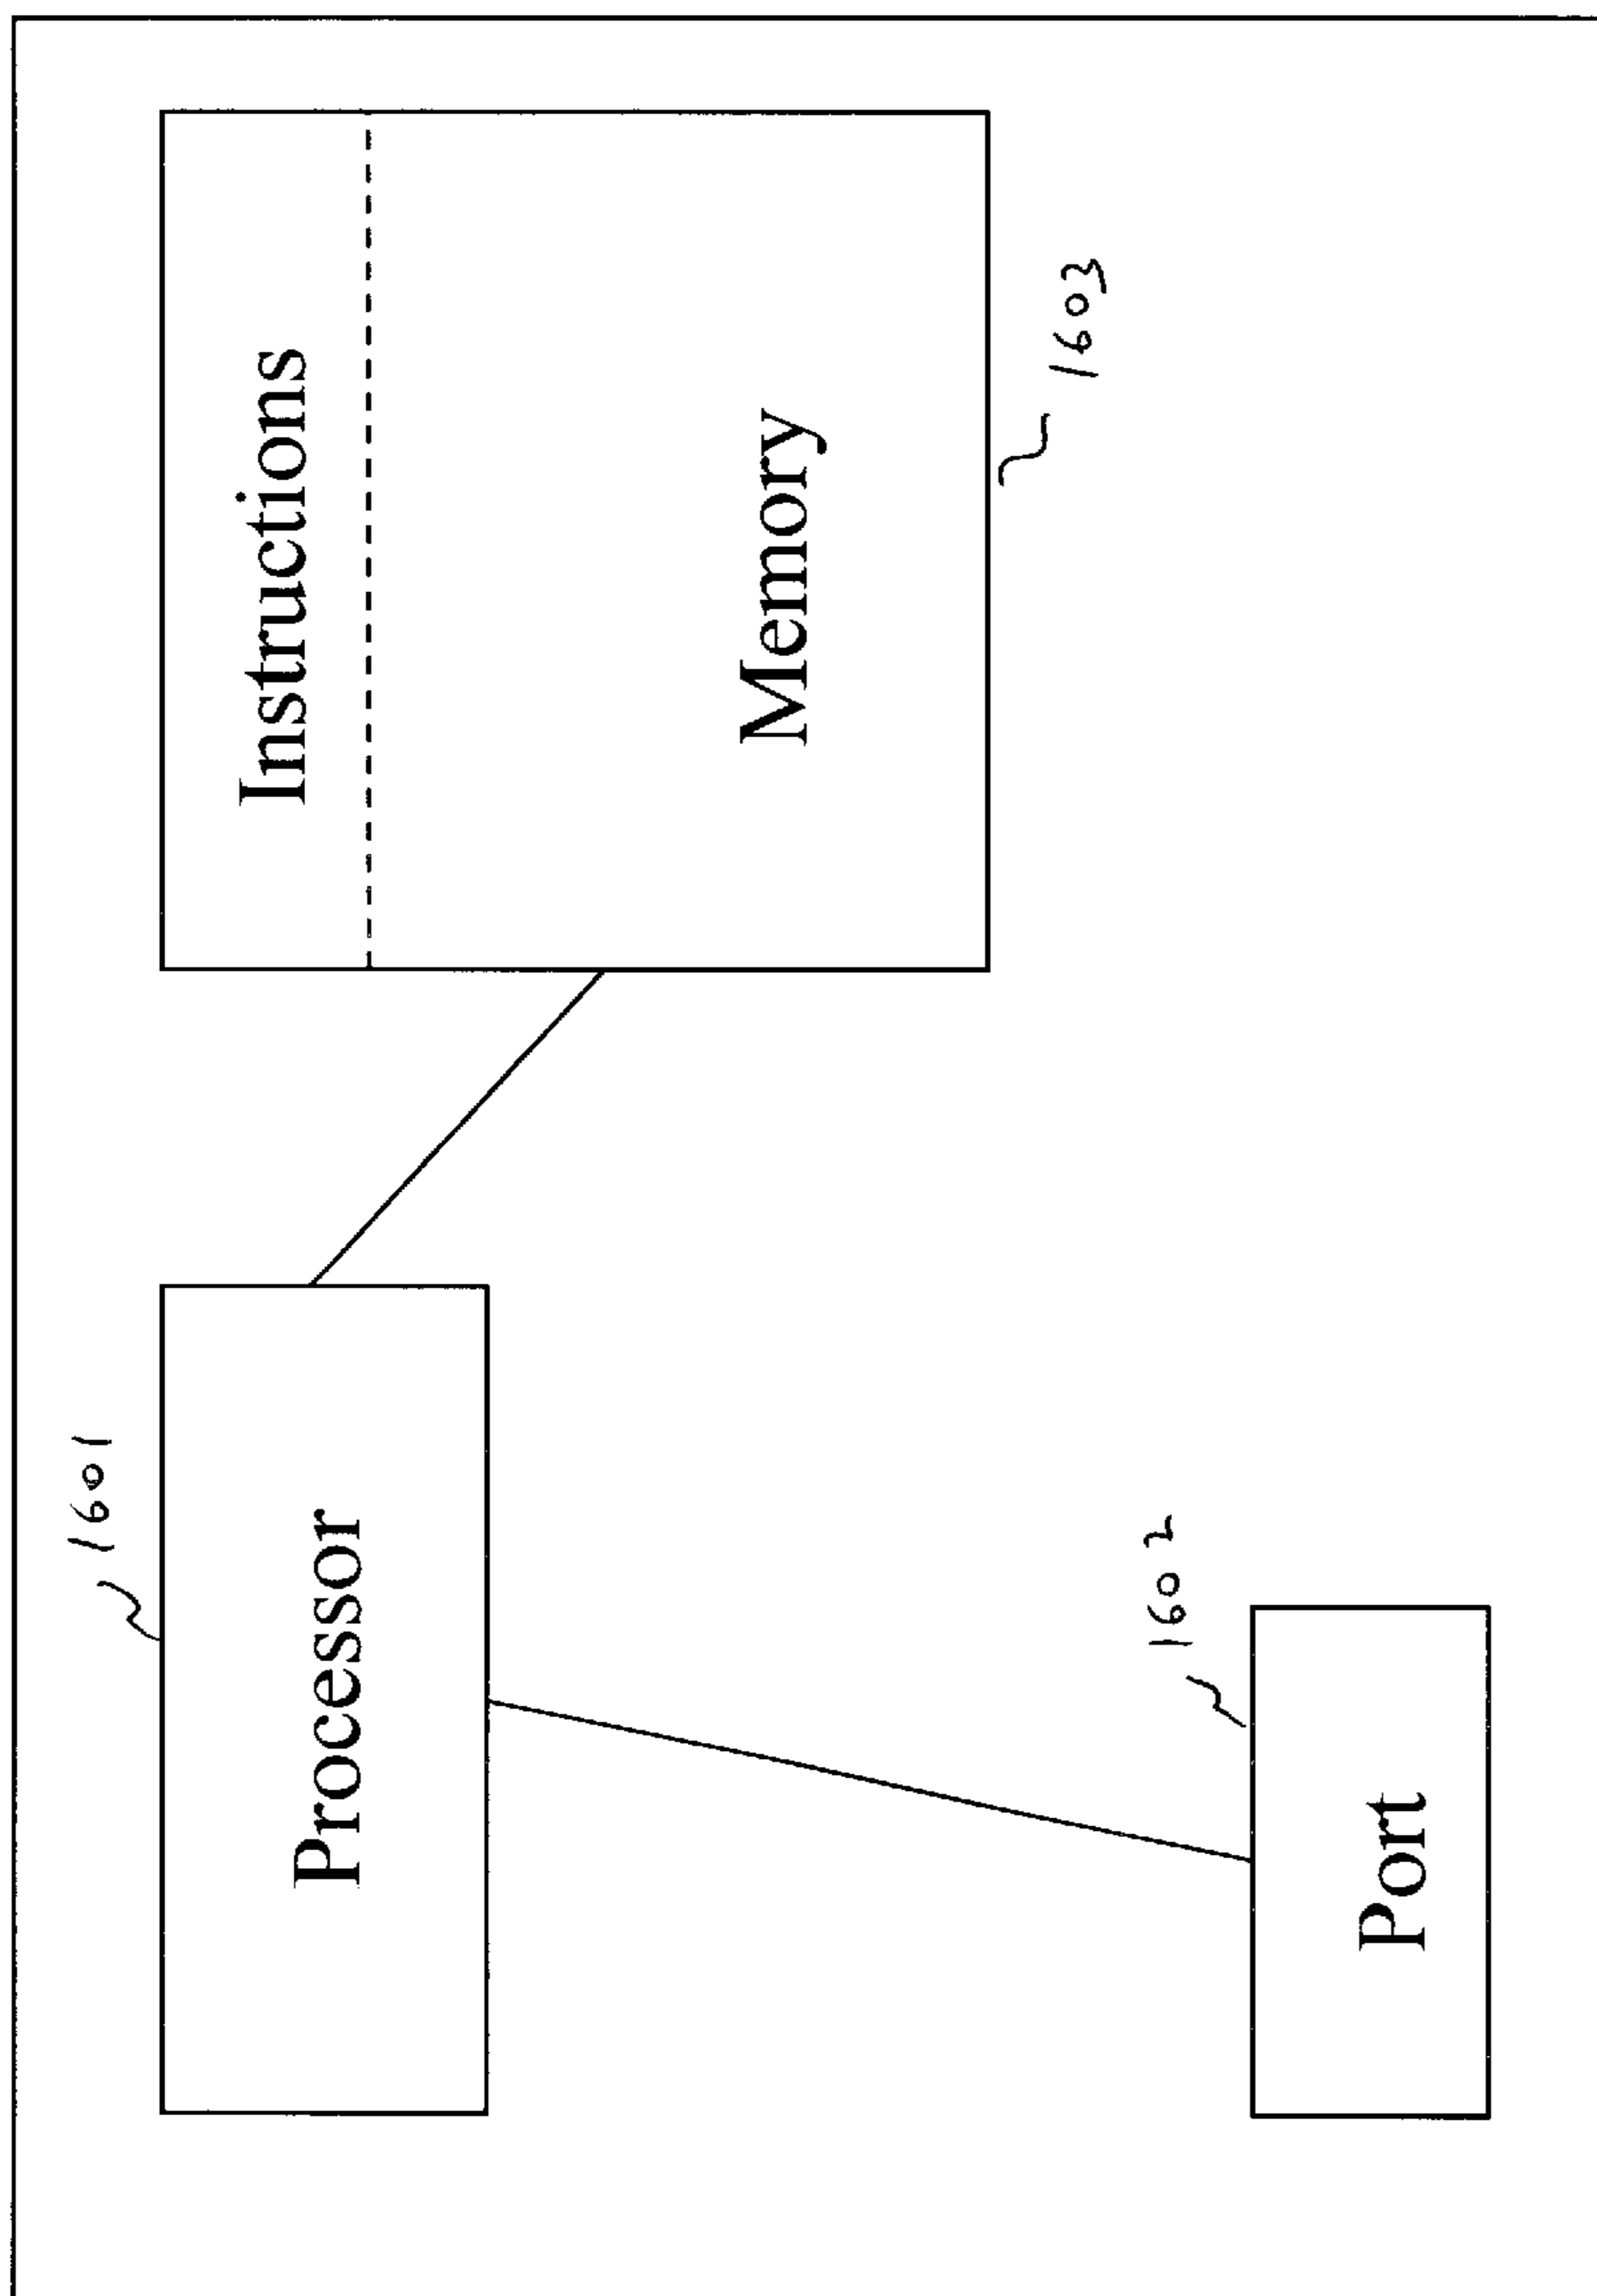 1601
Processor
Instructions
Memory
1603
1602
Port